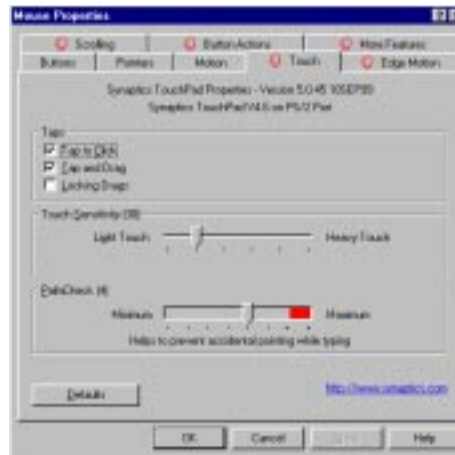 Mouse Properties
Scrolling Button Actions More Features
Buttons Pointers Motion Touch Edge Motion
Synaptics TouchPad Properties - Version 5.0.45 10SEP99
Synaptics TouchPad V4.6 on PS/2 Port
Taps
Tap to Click
Tap and Drag
Locking Drags
Touch Sensitivity (30)
Light Touch Heavy Touch
PalmCheck (4)
Minimum Maximum
Helps to prevent accidental pointing while typing
Defaults
http://www.synaptics.com
OK Cancel Apply Help